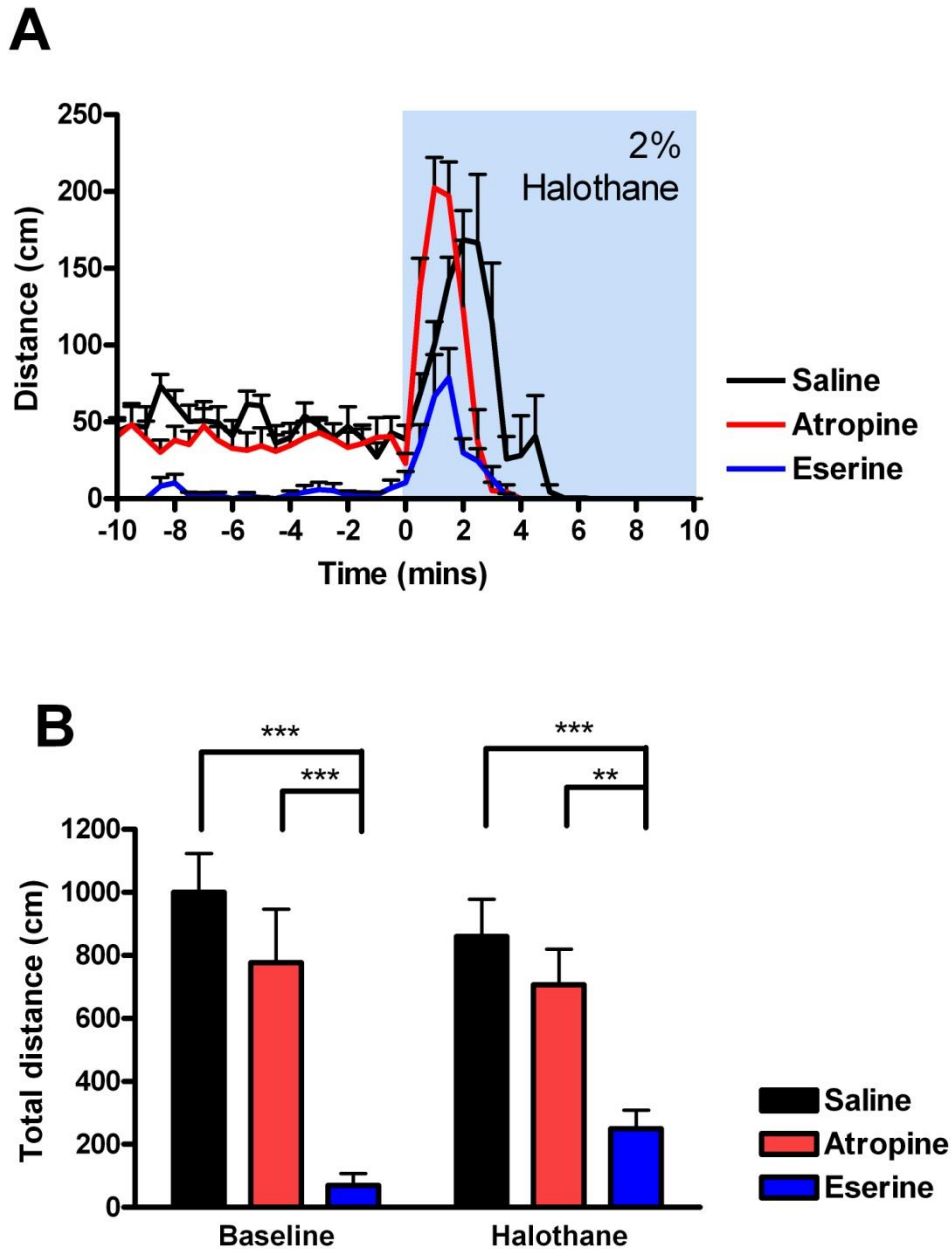 A
250
200
150
100
50
0
Distance (cm)
2%
Halothane
-10 -8 -6 -4 -2 0 2 4 6 8 10
Time (mins)
Saline
Atropine
Eserine
B
*** ***
*** **
1200
1000
800
600
400
200
0
Total distance (cm)
Baseline Halothane
Saline
Atropine
Eserine